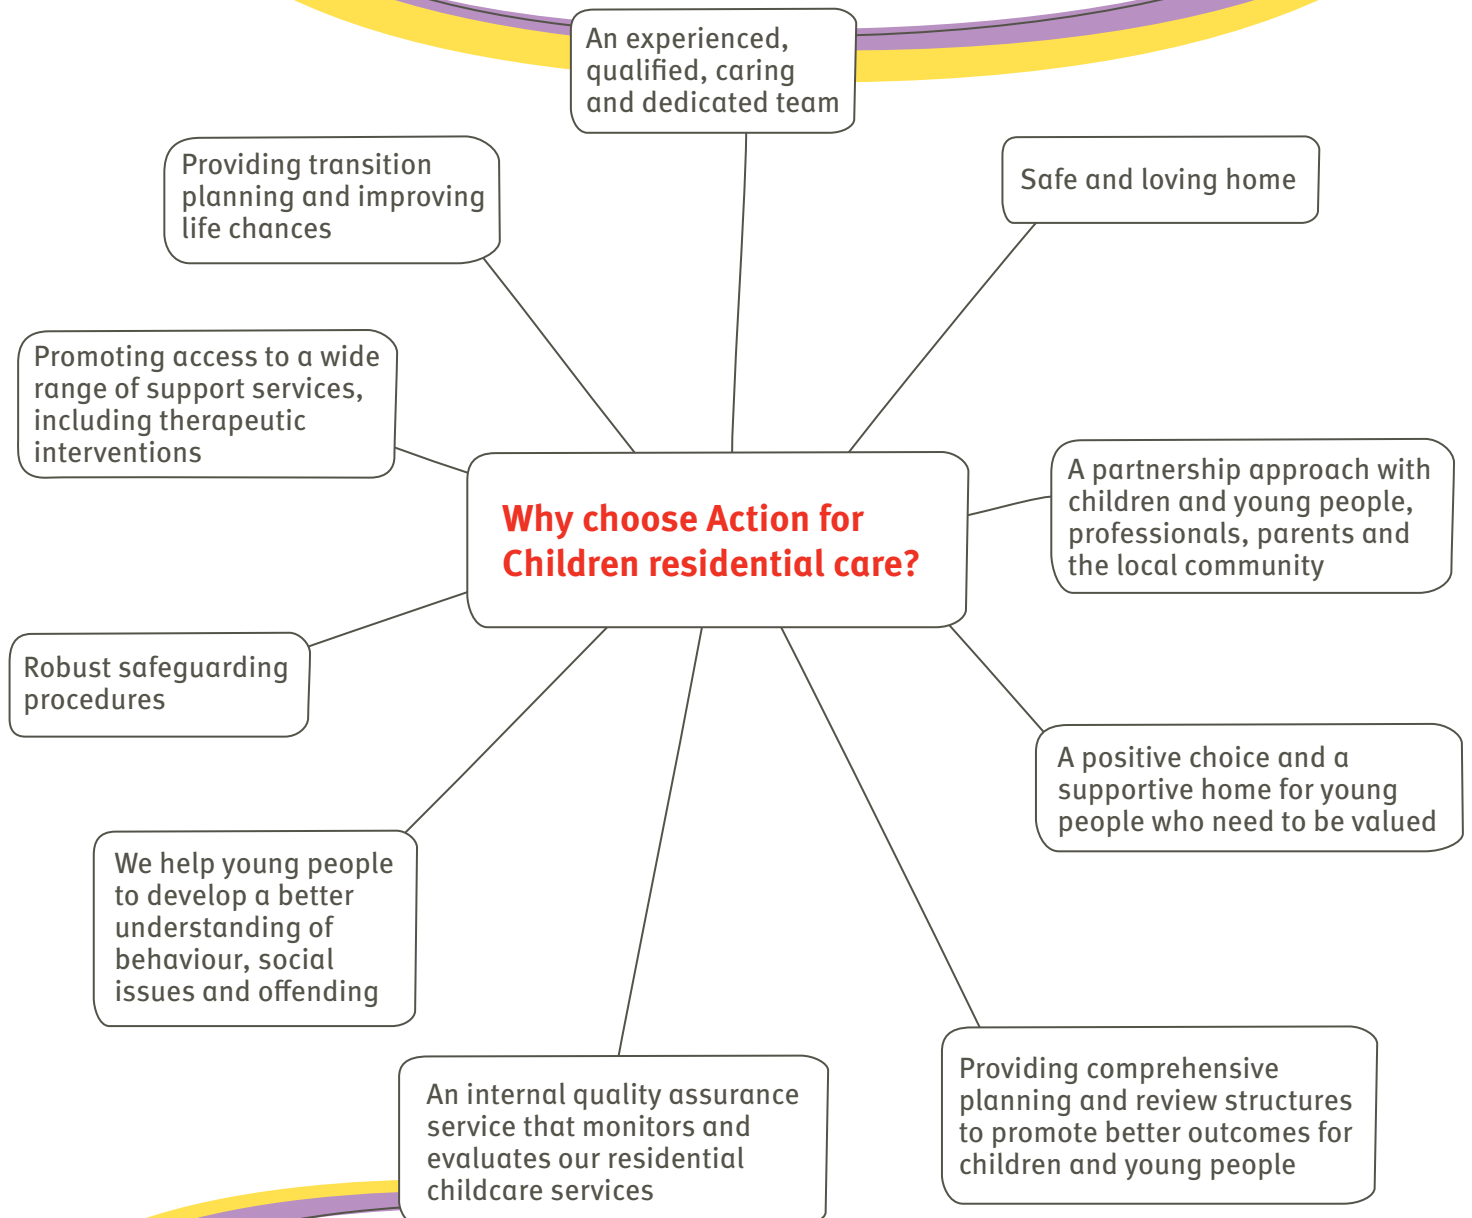 An experienced,
qualified, caring
and dedicated team
Providing transition
planning and improving
life chances
Safe and loving home
Promoting access to a wide
range of support services,
including therapeutic
interventions
Why choose Action for
Children residential care?
A partnership approach with
children and young people,
professionals, parents and
the local community
Robust safeguarding
procedures
A positive choice and a
supportive home for young
people who need to be valued
We help young people
to develop a better
understanding of
behaviour, social
issues and offending
An internal quality assurance
service that monitors and
evaluates our residential
childcare services
Providing comprehensive
planning and review structures
to promote better outcomes for
children and young people